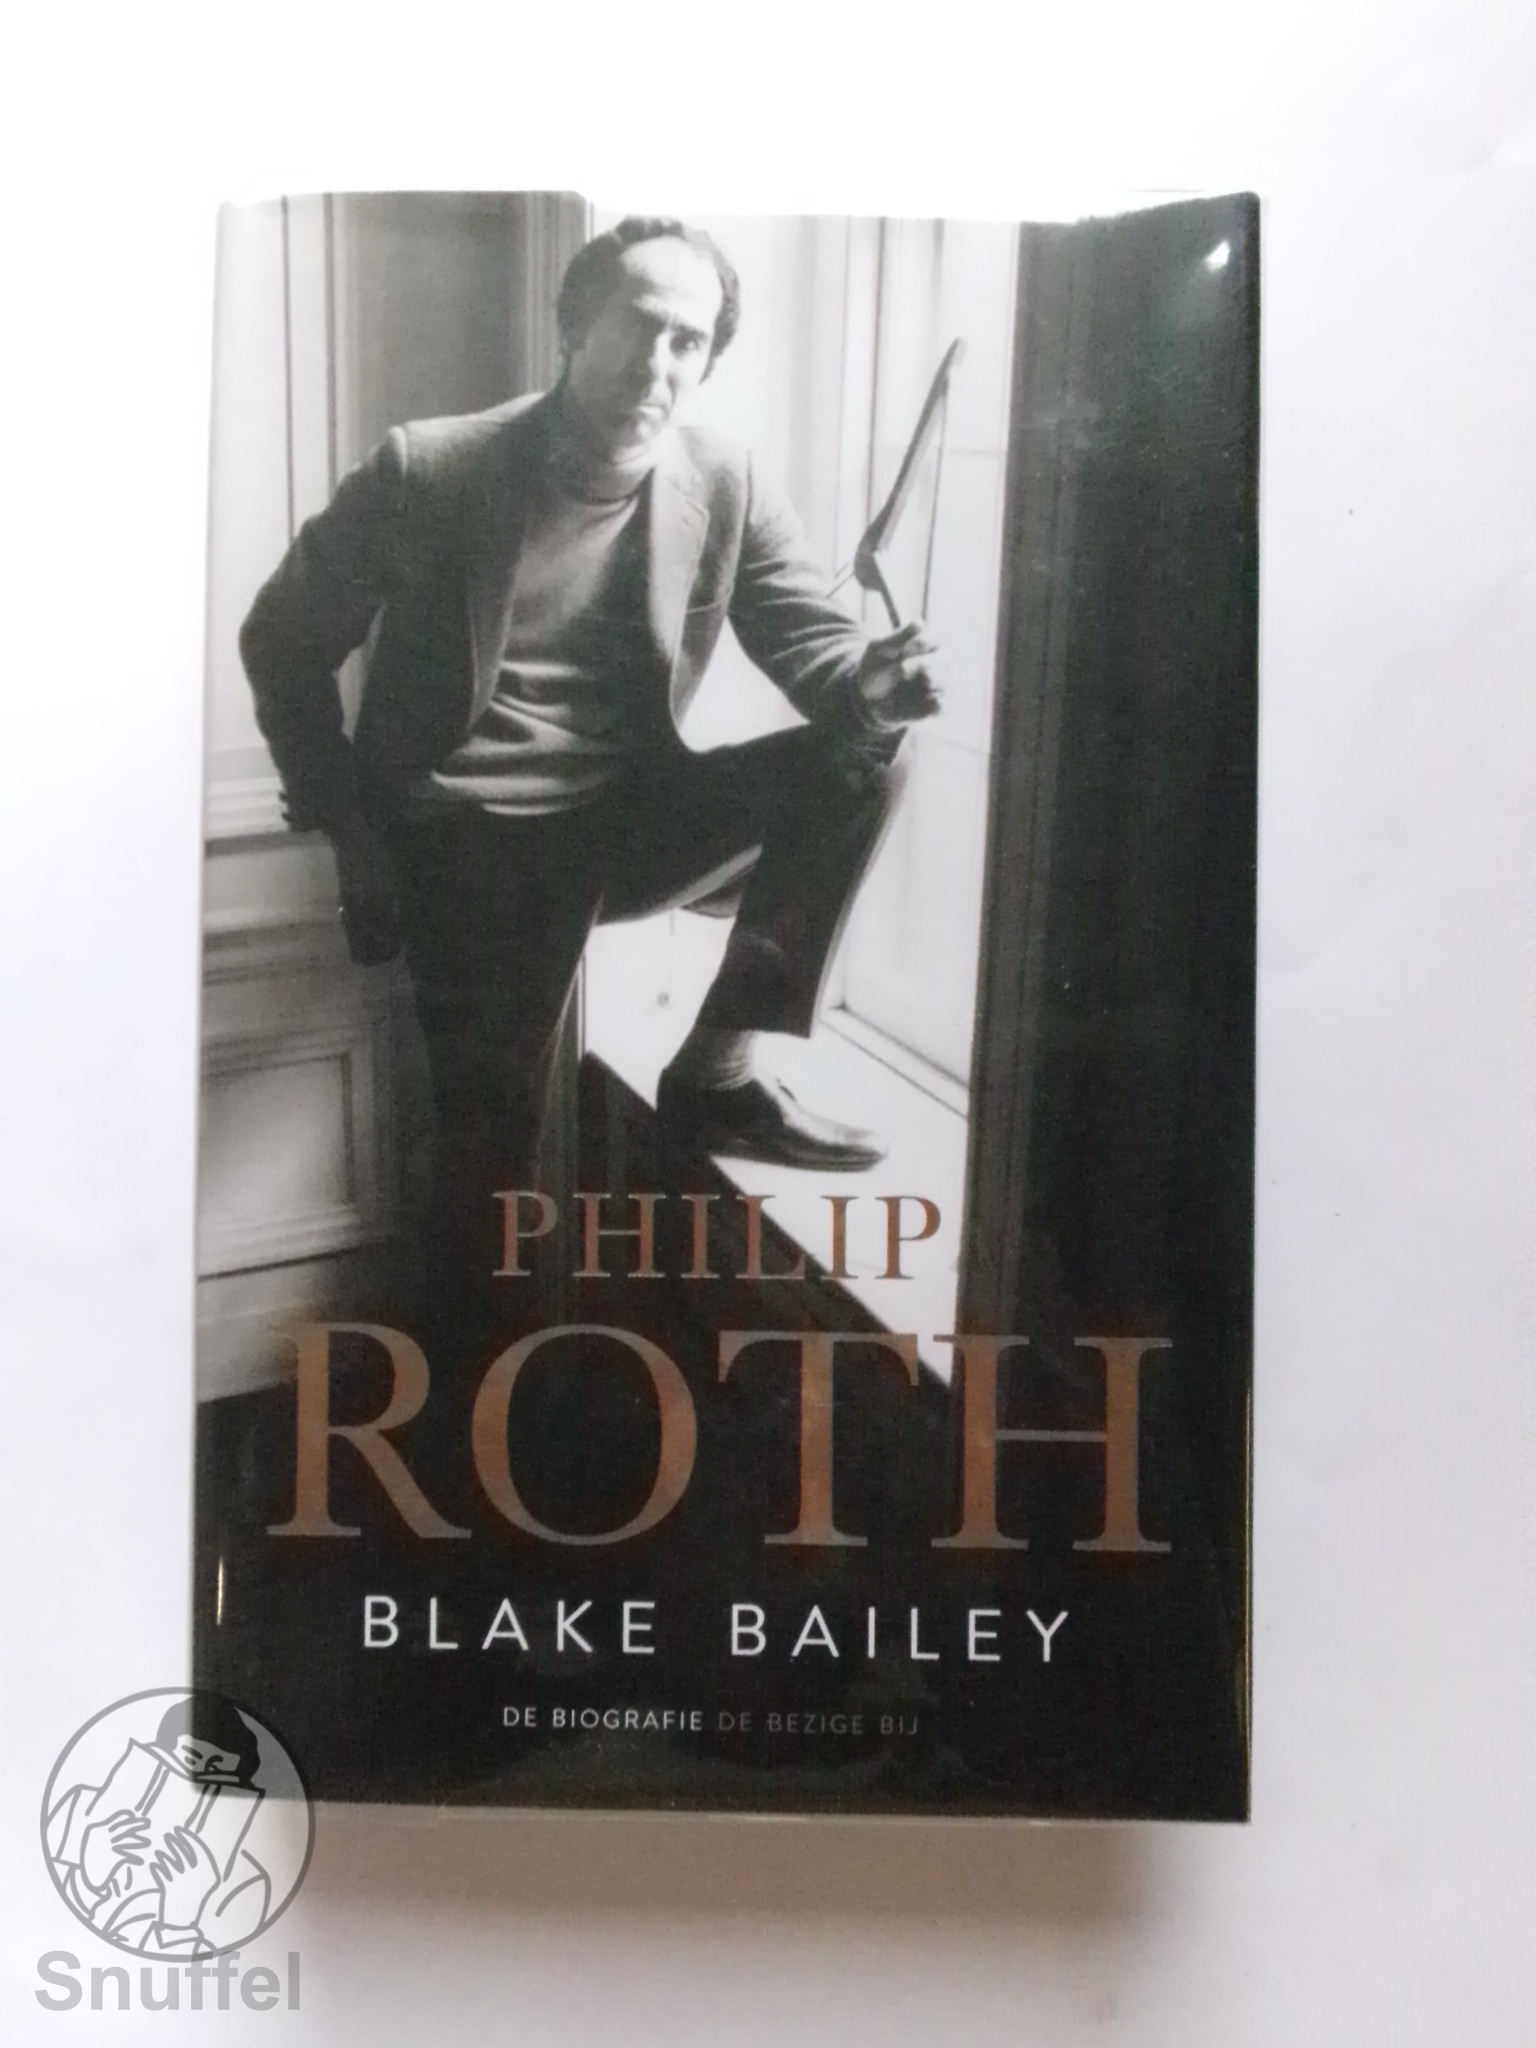 PHILIP
ROTH
BLAKE BAILEY
DE BIOGRAFIE DE BEZIGE BIJ
Snuffel